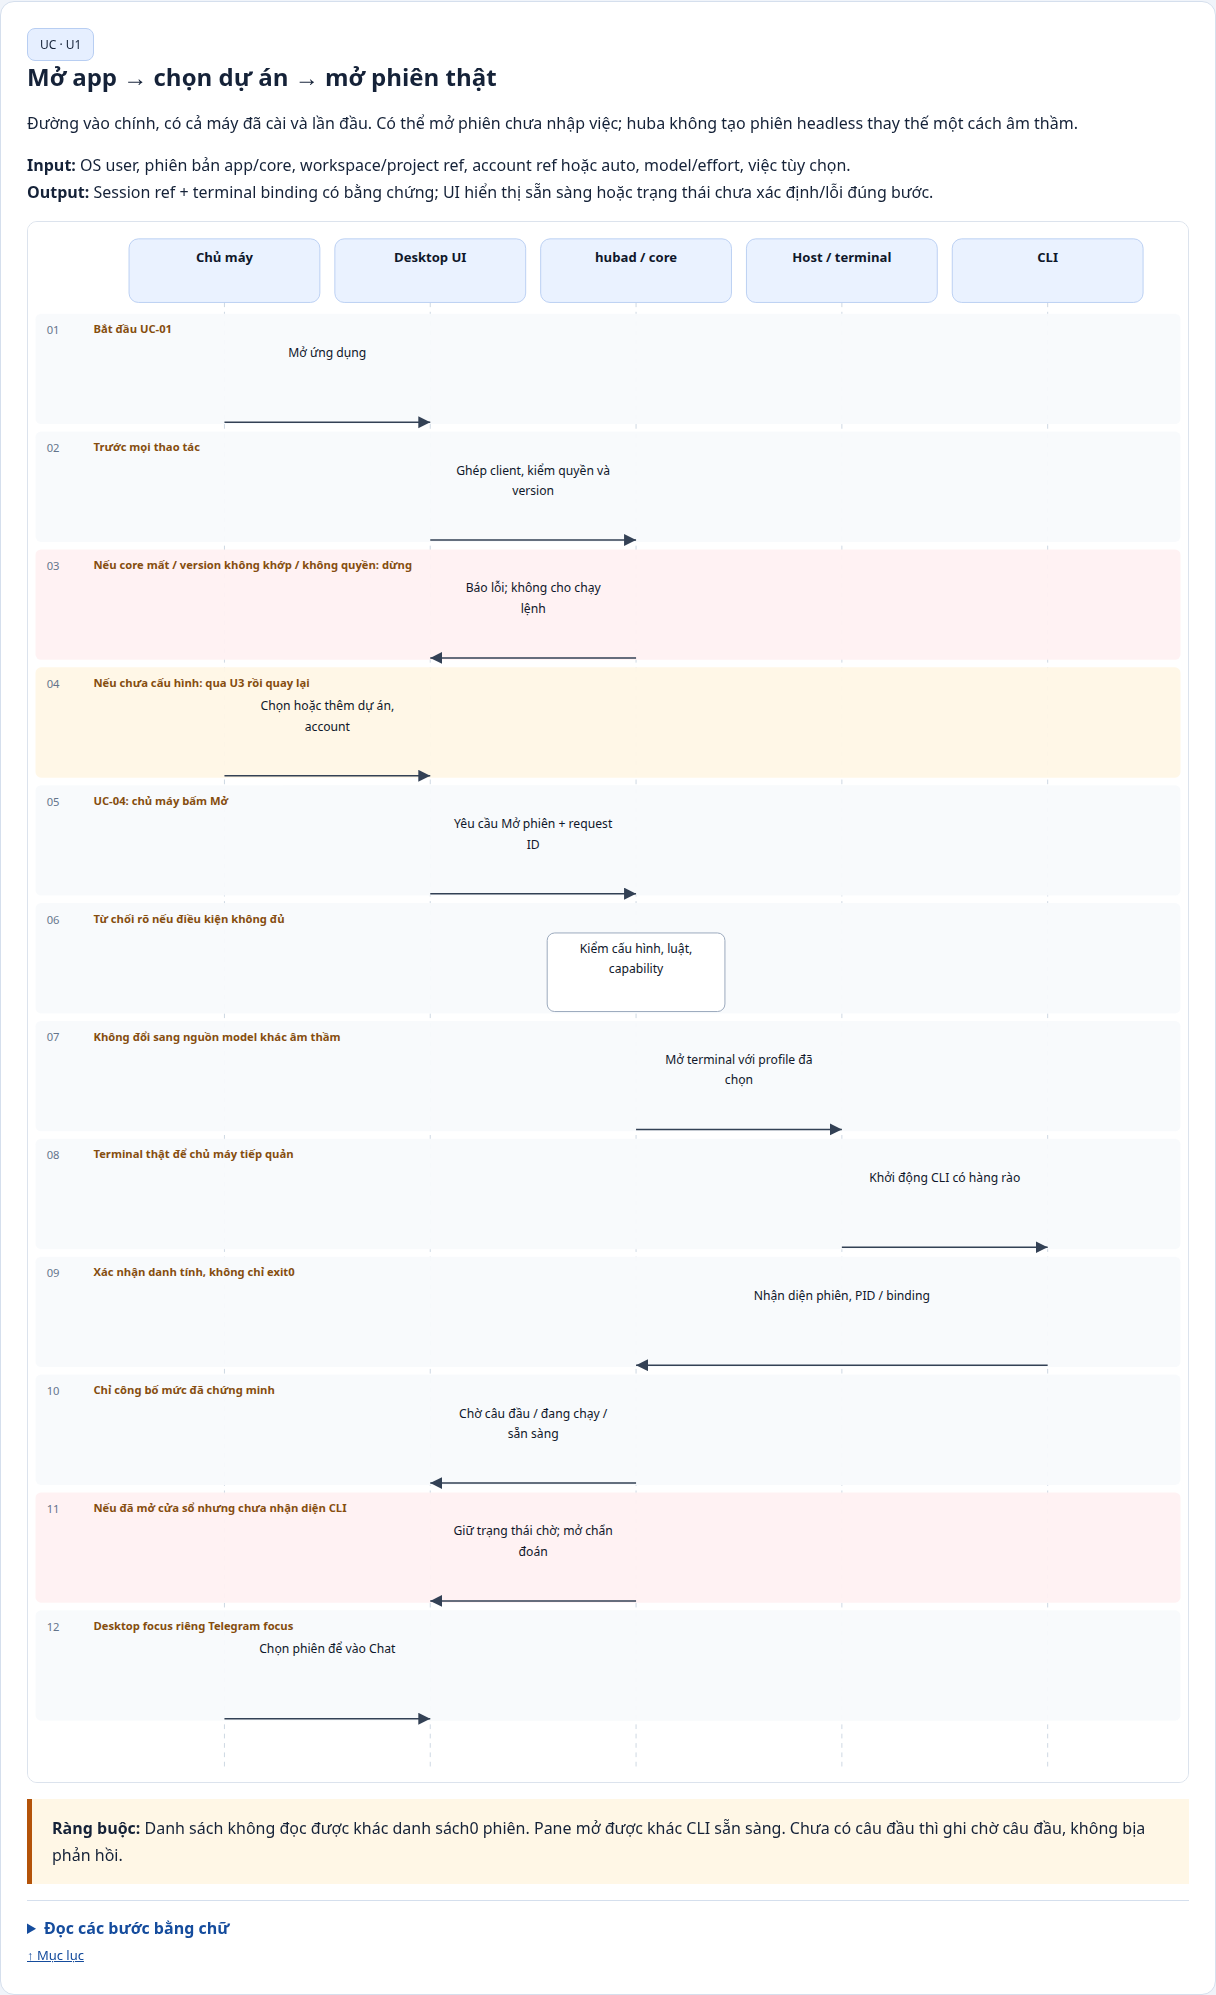 UC · U1
Mở app → chọn dự án → mở phiên thật
Đường vào chính, có cả máy đã cài và lần đầu. Có thể mở phiên chưa nhập việc; huba không tạo phiên headless thay thế một cách âm thầm.
Input: OS user, phiên bản app/core, workspace/project ref, account ref hoặc auto, model/effort, việc tùy chọn.
Output: Session ref + terminal binding có bằng chứng; UI hiển thị sẵn sàng hoặc trạng thái chưa xác định/lỗi đúng bước.
Chủ máy
Desktop UI
hubad / core
Host / terminal
CLI
01
Bắt đầu UC-01
Mở ứng dụng
02
Trước mọi thao tác
Ghép client, kiểm quyền và
version
03
Nếu core mất / version không khớp / không quyền: dừng
Báo lỗi; không cho chạy
lệnh
04
Nếu chưa cấu hình: qua U3 rồi quay lại
Chọn hoặc thêm dự án,
account
05
UC-04: chủ máy bấm Mở
Yêu cầu Mở phiên + request
ID
06
Từ chối rõ nếu điều kiện không đủ
Kiểm cấu hình, luật,
capability
07
Không đổi sang nguồn model khác âm thầm
Mở terminal với profile đã
chọn
08
Terminal thật để chủ máy tiếp quản
Khởi động CLI có hàng rào
09
Xác nhận danh tính, không chỉ exit0
Nhận diện phiên, PID / binding
10
Chỉ công bố mức đã chứng minh
Chờ câu đầu / đang chạy /
sẵn sàng
11
Nếu đã mở cửa sổ nhưng chưa nhận diện CLI
Giữ trạng thái chờ; mở chẩn
đoán
12
Desktop focus riêng Telegram focus
Chọn phiên để vào Chat
Ràng buộc: Danh sách không đọc được khác danh sách0 phiên. Pane mở được khác CLI sẵn sàng. Chưa có câu đầu thì ghi chờ câu đầu, không bịa
phản hồi.
▶ Đọc các bước bằng chữ
↑ Mục lục